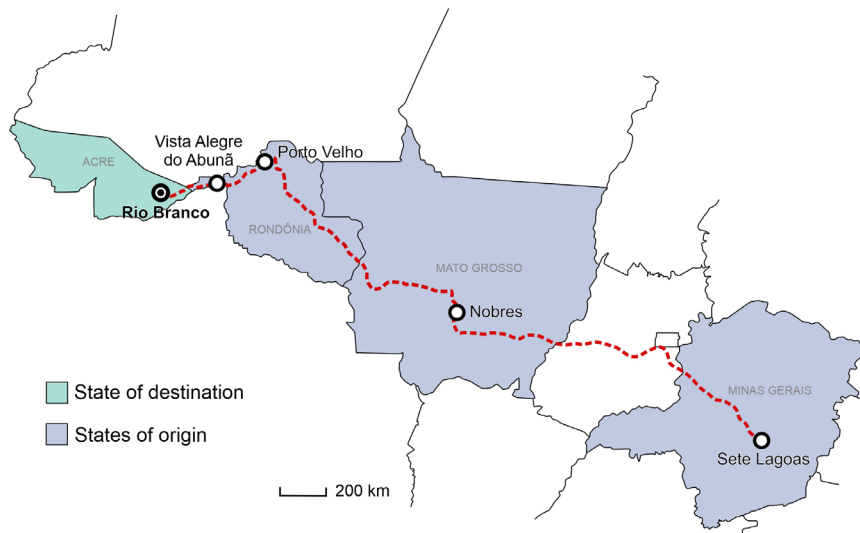 Vista Alegre
do Abunã
Porto Velho
ACRE
Rio Branco
RONDÔNIA
MATO GROSSO
Nobres
State of destination
MINAS GERAIS
States of origin
Sete Lagoas
200 km